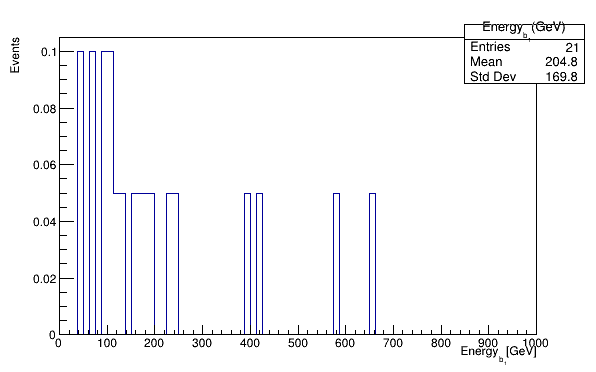 Energy_b₁(GeV)
Entries 21
Mean 204.8
Std Dev 169.8
Events
0.1
0.08
0.06
0.04
0.02
0
0 100 200 300 400 500 600 700 800 900 1000
Energy_b₁[GeV]